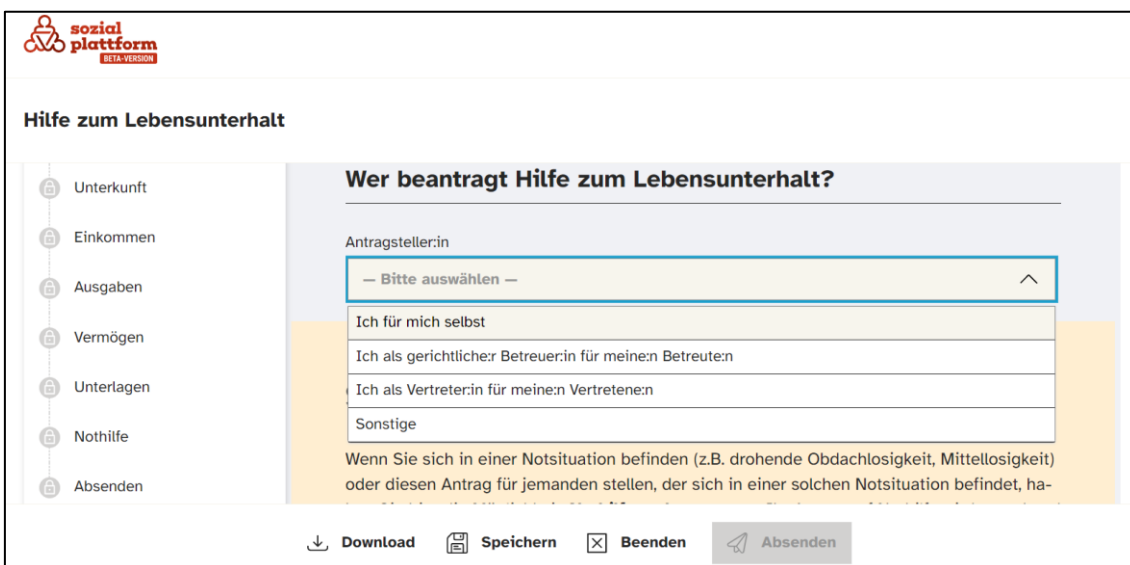 sozial
plattform
BETA-VERSION
Hilfe zum Lebensunterhalt
Unterkunft
Einkommen
Ausgaben
Vermögen
Unterlagen
Nothilfe
Absenden
Wer beantragt Hilfe zum Lebensunterhalt?
Antragsteller:in
— Bitte auswählen —
Ich für mich selbst
Ich als gerichtliche:r Betreuer:in für meine:n Betreute:n
Ich als Vertreter:in für meine:n Vertretene:n
Sonstige
Wenn Sie sich in einer Notsituation befinden (z.B. drohende Obdachlosigkeit, Mittellosigkeit)
oder diesen Antrag für jemanden stellen, der sich in einer solchen Notsituation befindet, ha-
Download Speichern Beenden Absenden